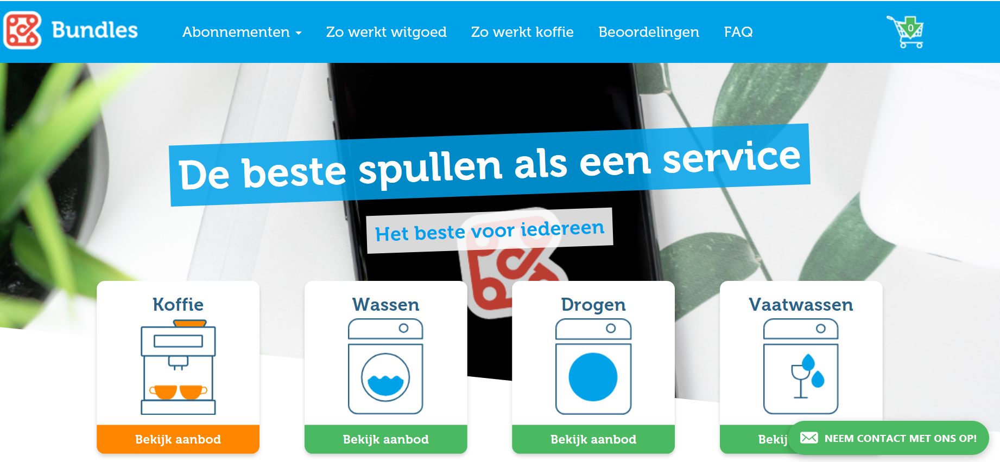 Bundles
Abonnementen
Zo werkt witgoed
Zo werkt koffie
Beoordelingen
FAQ
0
De beste spullen als een service
Het beste voor iedereen
Koffie
Wassen
Drogen
Vaatwassen
Bekijk aanbod
Bekijk aanbod
Bekijk aanbod
Bekij
NEEM CONTACT MET ONS OP!